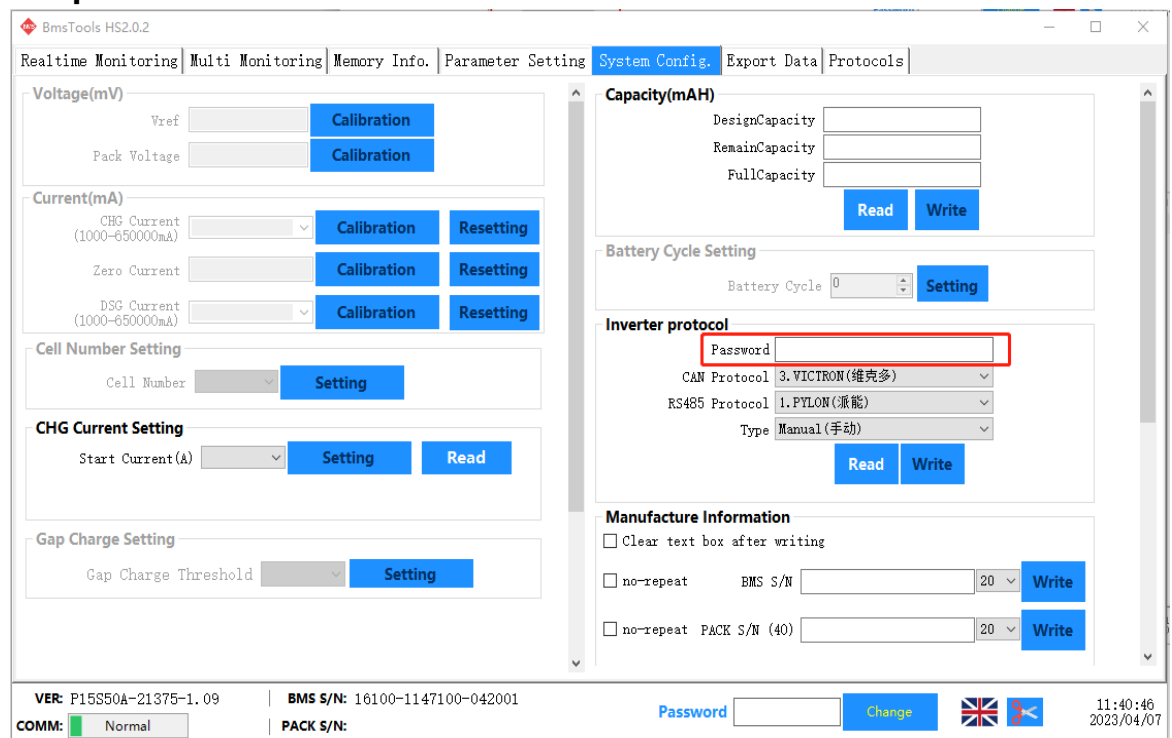 BmsTools HS2.0.2
Realtime Monitoring Multi Monitoring Memory Info. Parameter Setting System Config. Export Data Protocols
Voltage(mV)
Vref Calibration
Pack Voltage Calibration
Current(mA)
CHG Current
(1000-650000mA) Calibration Resetting
Zero Current Calibration Resetting
DSG Current
(1000-650000mA) Calibration Resetting
Cell Number Setting
Cell Number Setting
CHG Current Setting
Start Current(A) Setting Read
Gap Charge Setting
Gap Charge Threshold Setting
Capacity(mAH)
DesignCapacity
RemainCapacity
FullCapacity
Read Write
Battery Cycle Setting
Battery Cycle 0 Setting
Inverter protocol
Password
CAN Protocol 3.VICTRON(维克多)
RS485 Protocol 1.PYLON(派能)
Type Manual(手动)
Read Write
Manufacture Information
Clear text box after writing
no-repeat BMS S/N 20 Write
no-repeat PACK S/N (40) 20 Write
VER: P15S50A-21375-1.09 BMS S/N: 16100-1147100-042001
COMM: Normal PACK S/N:
Password Change
11:40:46
2023/04/07